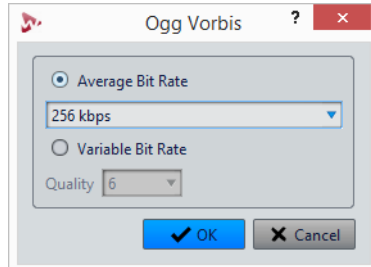 Ogg Vorbis ?
Average Bit Rate
256 kbps
Variable Bit Rate
Quality 6
OK Cancel